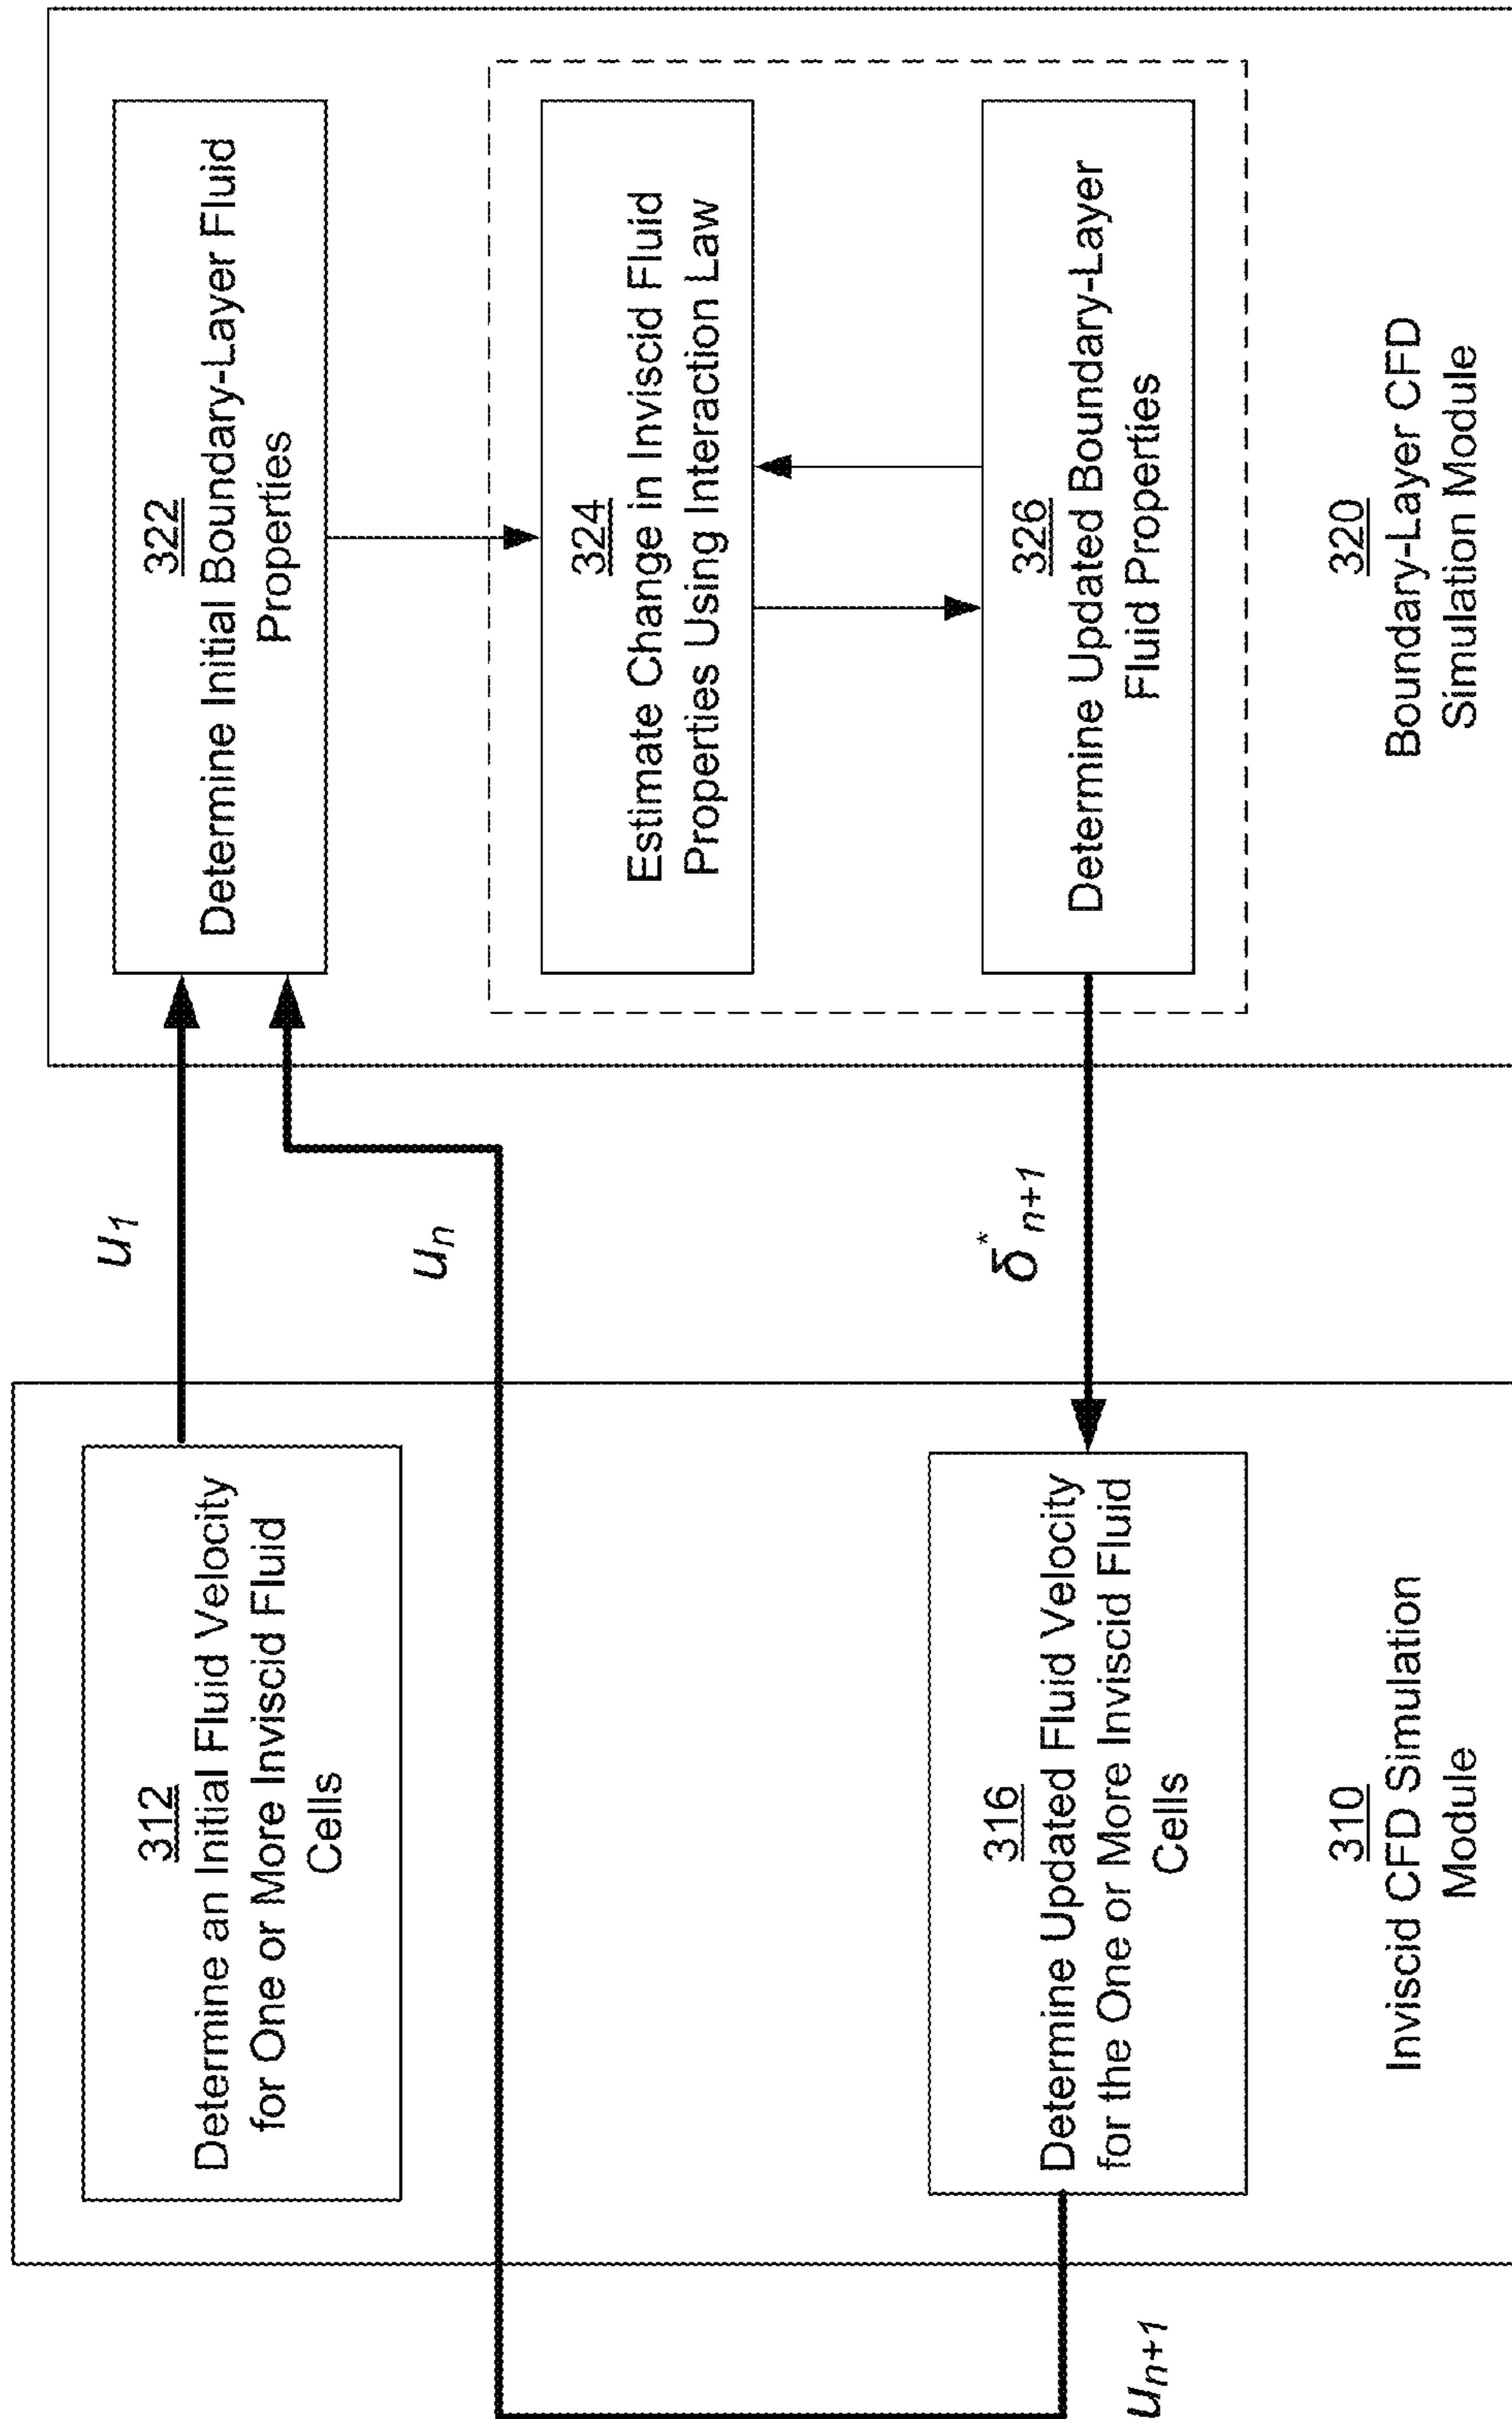 312
Determine an Initial Fluid Velocity
for One or More Inviscid Fluid
Cells
u1
322
Determine Initial Boundary-Layer Fluid
Properties
un
324
Estimate Change in Inviscid Fluid
Properties Using Interaction Law
316
Determine Updated Fluid Velocity
for the One or More Inviscid Fluid
Cells
δ*n+1
326
Determine Updated Boundary-Layer
Fluid Properties
un+1
310
Inviscid CFD Simulation
Module
320
Boundary-Layer CFD
Simulation Module